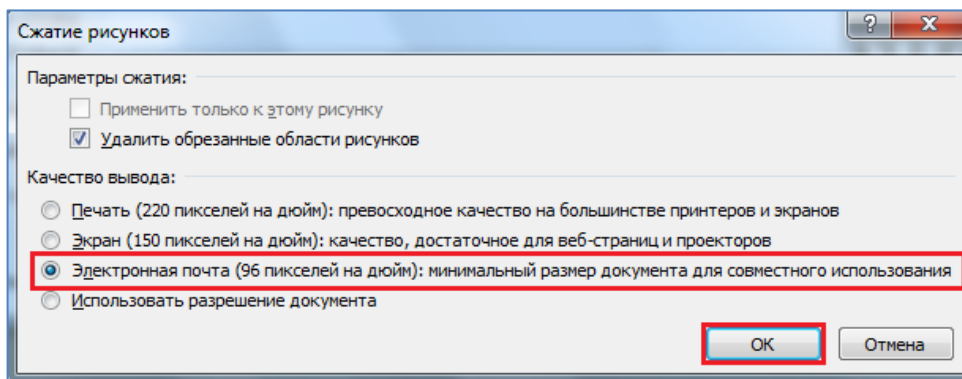 Сжатие рисунков
Параметры сжатия:
Применить только к этому рисунку
Удалить обрезанные области рисунков
Качество вывода:
Печать (220 пикселей на дюйм): превосходное качество на большинстве принтеров и экранов
Экран (150 пикселей на дюйм): качество, достаточное для веб-страниц и проекторов
Электронная почта (96 пикселей на дюйм): минимальный размер документа для совместного использования
Использовать разрешение документа
ОК Отмена